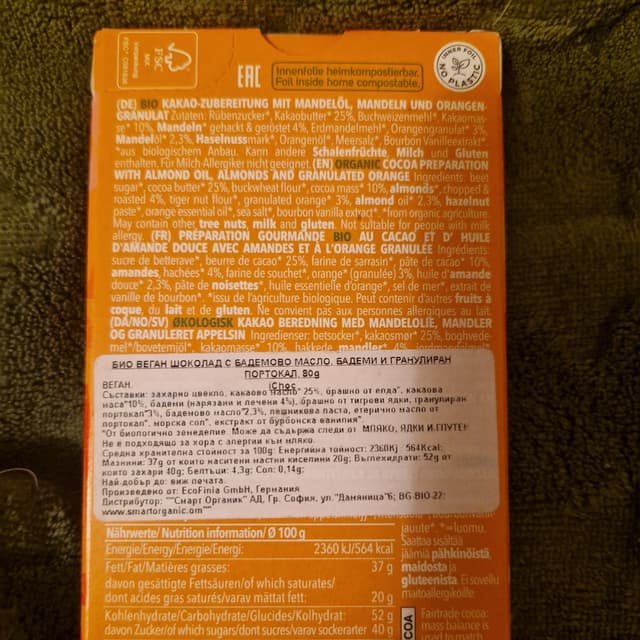 FSC
MIX
FSC® C106855
EAC
Innenfolie heimkompostierbar.
Foil inside home compostable.
INNER FOIL
NO PLASTIC
(DE) BIO KAKAO-ZUBEREITUNG MIT MANDELÖL, MANDELN UND ORANGEN-
GRANULAT Zutaten: Rübenzucker*, Kakaobutter* 25%, Buchweizenmehl*, Kakaomas-
se* 10%, Mandeln* gehackt & geröstet 4%, Erdmandelmehl*, Orangengranulat* 3%,
Mandelöl* 2,3%, Haselnussmark*, Orangenöl*, Meersalz*, Bourbon Vanilleextrakt*
*aus biologischem Anbau. Kann andere Schalenfrüchte, Milch und Gluten
enthalten. Für Milch-Allergiker nicht geeignet. (EN) ORGANIC COCOA PREPARATION
WITH ALMOND OIL, ALMONDS AND GRANULATED ORANGE Ingredients: beet
sugar*, cocoa butter* 25%, buckwheat flour*, cocoa mass* 10%, almonds*, chopped &
roasted 4%, tiger nut flour*, granulated orange* 3%, almond oil* 2,3%, hazelnut
paste*, orange essential oil*, sea salt*, bourbon vanilla extract*. *from organic agriculture.
May contain other tree nuts, milk and gluten. Not suitable for people with milk
allergy. (FR) PRÉPARATION GOURMANDE BIO AU CACAO ET D' HUILE
D'AMANDE DOUCE AVEC AMANDES ET À L'ORANGE GRANULÉE Ingrédients:
sucre de betterave*, beurre de cacao* 25%, farine de sarrasin*, pâte de cacao* 10%,
amandes, hachées* 4%, farine de souchet*, orange* (granulée) 3%, huile d'amande
douce* 2,3%, pâte de noisettes*, huile essentielle d'orange*, sel de mer*, extrait de
vanille de bourbon*. *issu de l'agriculture biologique. Peut contenir d'autres fruits à
coque, du lait et de gluten. Ne convient pas aux personnes allergiques au lait.
(DA/NO/SV) ØKOLOGISK KAKAO BEREDNING MED MANDELOLIE, MANDLER
OG GRANULERET APPELSIN Ingredienser: betsocker*, kakaosmør* 25%, boghvede-
mel*/bovetemjöl*, kakaomasse* 10%, hakkede, mandler* 4%,
БИО ВЕГАН ШОКОЛАД С БАДЕМОВО МАСЛО, БАДЕМИ И ГРАНУЛИРАН
ПОРТОКАЛ, 80g
ВЕГАН. iChoc
Съставки: захарно цвекло, какаово масло* 25%, брашно от елда*, какаова
маса*10%, бадеми (нарязани и печени 4%), брашно от тигрови ядки, гранулиран
портокал*3%, бадемово масло*2,3%, лешникова паста, етерично масло от
портокал*, морска сол*, екстракт от бурбонска ванилия*.
*От биологично земеделие. Може да съдържа следи от МЛЯКО, ЯДКИ И ГЛУТЕН
Не е подходящо за хора с алергии към мляко.
Средна хранителна стойност за 100g: Енергийна тойност: 2360Kj/564Kcal;
Мазнини: 37g от които наситени мастни киселини 20g; Въглехидрати: 52g от
които захари 40g; Белтъци: 4,3g; Сол: 0,14g;
Най-добър до: виж печата.
Произведено от: EcoFinia GmbH, Германия
Дистрибутор: ""Смарт Органик" АД, Гр. София, ул."Даняница"6; BG-BIO-22;
www.smartorganic.com""
Nährwerte/ Nutrition information/ Ø 100 g
Energie/Energy/Énergie/Energi: 2360 kJ/564 kcal
Fett/Fat/Matières grasses: 37 g
davon gesättigte Fettsäuren/of which saturates/
dont acides gras saturés/varav mättat fett: 20 g
Kohlenhydrate/Carbohydrate/Glucides/Kolhydrat: 52 g
davon Zucker/of which sugars/dont sucres/varav sockerarter 40 g
jauute*. *=luomu.
Saattaa sisältää
jäämiä pähkinöistä,
maidosta ja
gluteenista. Ei sovellu
maitoallergikoille.
COA
Fairtrade cocoa:
mass balance is